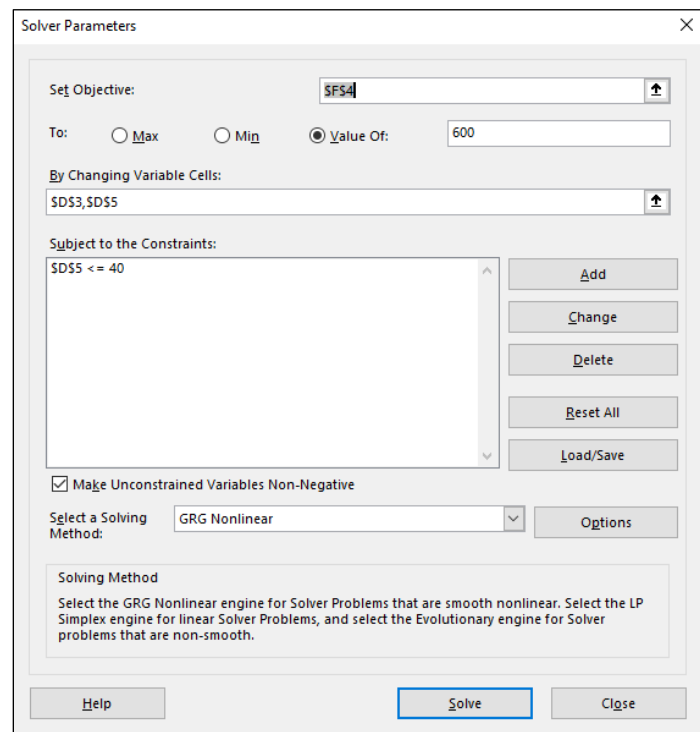 Solver Parameters
Set Objective:
$F$4
To:
Max
Min
Value Of:
600
By Changing Variable Cells:
$D$3,$D$5
Subject to the Constraints:
$D$5 <= 40
Add
Change
Delete
Reset All
Load/Save
Make Unconstrained Variables Non-Negative
Select a Solving
Method:
GRG Nonlinear
Options
Solving Method
Select the GRG Nonlinear engine for Solver Problems that are smooth nonlinear. Select the LP
Simplex engine for linear Solver Problems, and select the Evolutionary engine for Solver
problems that are non-smooth.
Help
Solve
Close